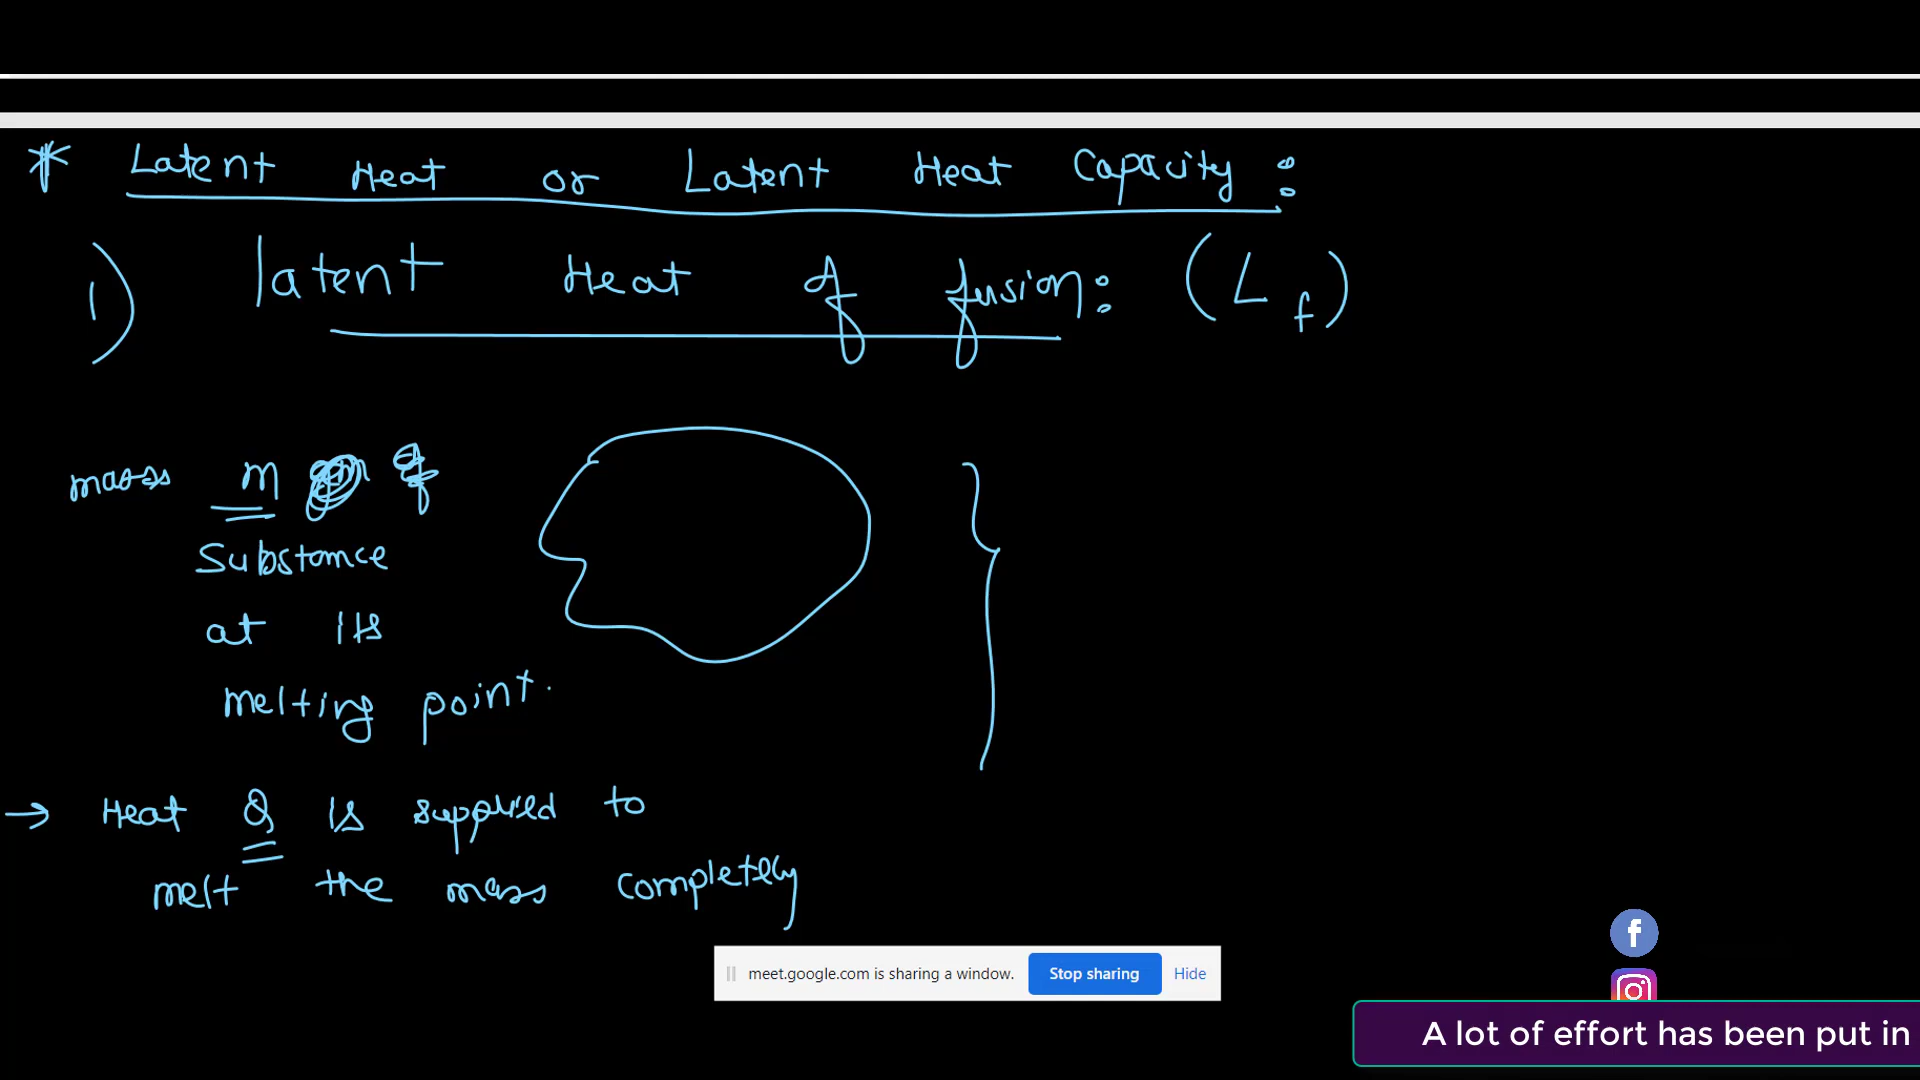 * Latent Heat or Latent Heat Capacity:
1) latent Heat of fusion: (Lf)
mass m of
Substance
at its
melting point.
→ Heat Q is supplied to
melt the mass completely
meet.google.com is sharing a window. Stop sharing Hide
A lot of effort has been put in